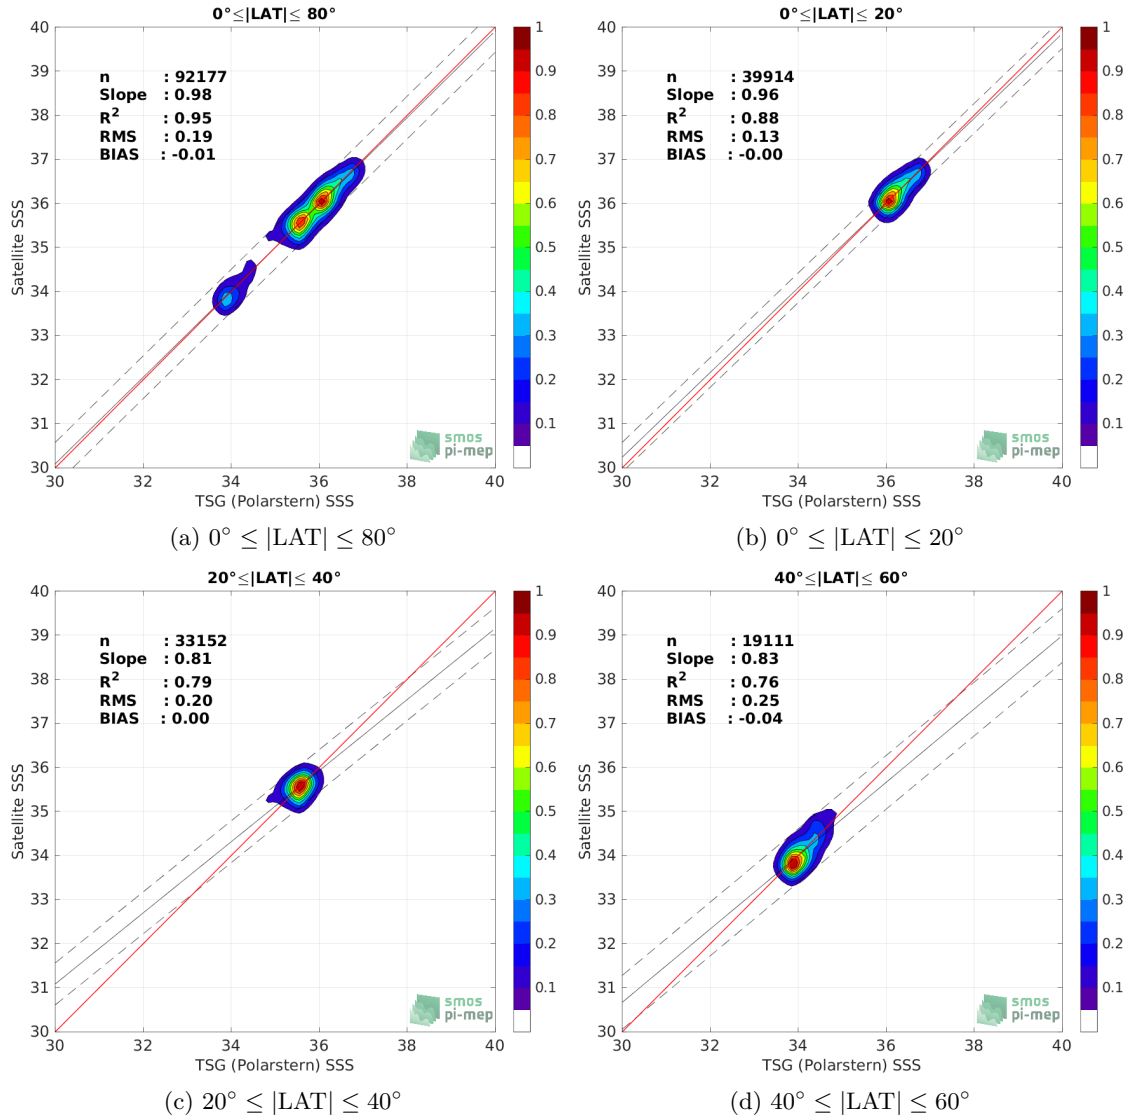 0°≤|LAT|≤ 80°
n : 92177
Slope : 0.98
R² : 0.95
RMS : 0.19
BIAS : -0.01
Satellite SSS
40
39
38
37
36
35
34
33
32
31
30
30 32 34 36 38 40
TSG (Polarstern) SSS
1
0.9
0.8
0.7
0.6
0.5
0.4
0.3
0.2
0.1
smos
pi-mep
(a) 0° ≤ |LAT| ≤ 80°
0°≤|LAT|≤ 20°
n : 39914
Slope : 0.96
R² : 0.88
RMS : 0.13
BIAS : -0.00
Satellite SSS
40
39
38
37
36
35
34
33
32
31
30
30 32 34 36 38 40
TSG (Polarstern) SSS
1
0.9
0.8
0.7
0.6
0.5
0.4
0.3
0.2
0.1
smos
pi-mep
(b) 0° ≤ |LAT| ≤ 20°
20°≤|LAT|≤ 40°
n : 33152
Slope : 0.81
R² : 0.79
RMS : 0.20
BIAS : 0.00
Satellite SSS
40
39
38
37
36
35
34
33
32
31
30
30 32 34 36 38 40
TSG (Polarstern) SSS
1
0.9
0.8
0.7
0.6
0.5
0.4
0.3
0.2
0.1
smos
pi-mep
(c) 20° ≤ |LAT| ≤ 40°
40°≤|LAT|≤ 60°
n : 19111
Slope : 0.83
R² : 0.76
RMS : 0.25
BIAS : -0.04
Satellite SSS
40
39
38
37
36
35
34
33
32
31
30
30 32 34 36 38 40
TSG (Polarstern) SSS
1
0.9
0.8
0.7
0.6
0.5
0.4
0.3
0.2
0.1
smos
pi-mep
(d) 40° ≤ |LAT| ≤ 60°